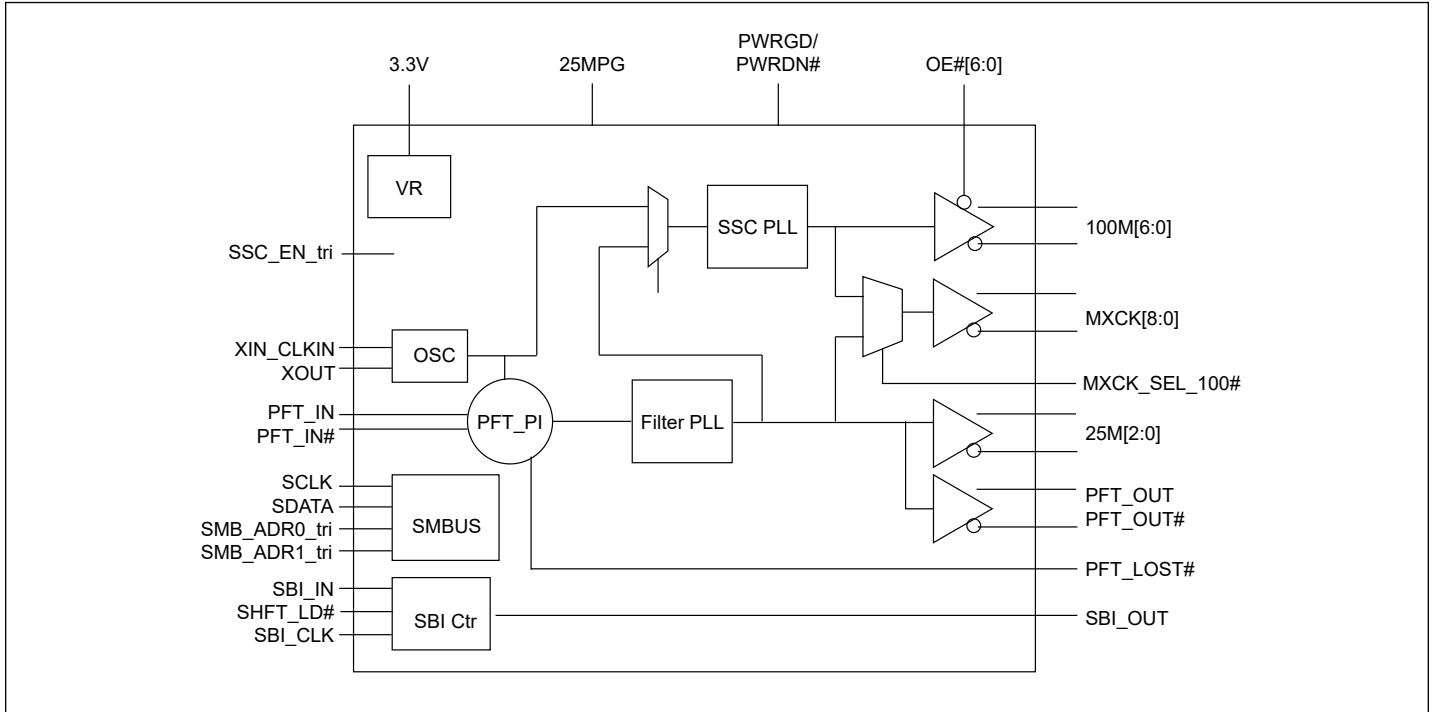 3.3V
25MPG
PWRGD/
PWRDN#
OE#[6:0]
VR
SSC PLL
100M[6:0]
SSC_EN_tri
MXCK[8:0]
XIN_CLKIN
XOUT
OSC
MXCK_SEL_100#
PFT_IN
PFT_IN#
PFT_PI
Filter PLL
25M[2:0]
SCLK
SDATA
SMB_ADR0_tri
SMB_ADR1_tri
SMBUS
PFT_OUT
PFT_OUT#
PFT_LOST#
SBI_IN
SHFT_LD#
SBI_CLK
SBI Ctr
SBI_OUT